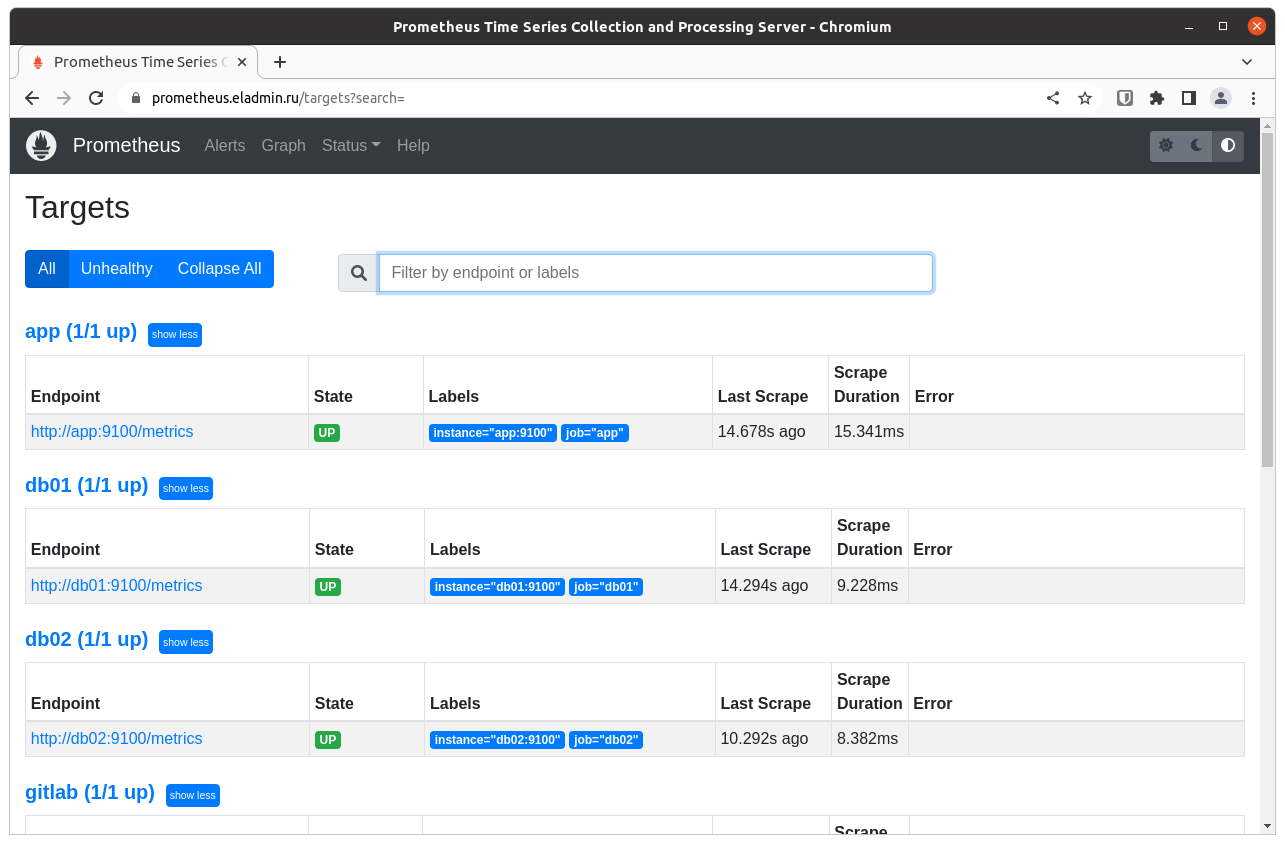 Prometheus Time Series Collection and Processing Server - Chromium
Prometheus Time Series C
prometheus.eladmin.ru/targets?search=
Prometheus Alerts Graph Status Help
Targets
All Unhealthy Collapse All
Filter by endpoint or labels
app (1/1 up) show less
Endpoint State Labels Last Scrape Scrape Duration Error
http://app:9100/metrics UP instance="app:9100" job="app" 14.678s ago 15.341ms
db01 (1/1 up) show less
Endpoint State Labels Last Scrape Scrape Duration Error
http://db01:9100/metrics UP instance="db01:9100" job="db01" 14.294s ago 9.228ms
db02 (1/1 up) show less
Endpoint State Labels Last Scrape Scrape Duration Error
http://db02:9100/metrics UP instance="db02:9100" job="db02" 10.292s ago 8.382ms
gitlab (1/1 up) show less
Scrape